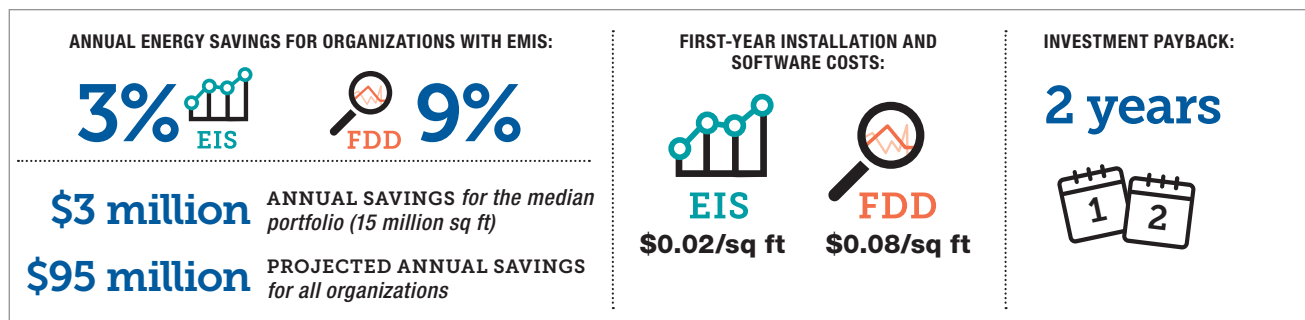 ANNUAL ENERGY SAVINGS FOR ORGANIZATIONS WITH EMIS:
3%
EIS
FDD
9%
$3 million
ANNUAL SAVINGS for the median
portfolio (15 million sq ft)
$95 million
PROJECTED ANNUAL SAVINGS
for all organizations
FIRST-YEAR INSTALLATION AND
SOFTWARE COSTS:
EIS
$0.02/sq ft
FDD
$0.08/sq ft
INVESTMENT PAYBACK:
2 years
1
2